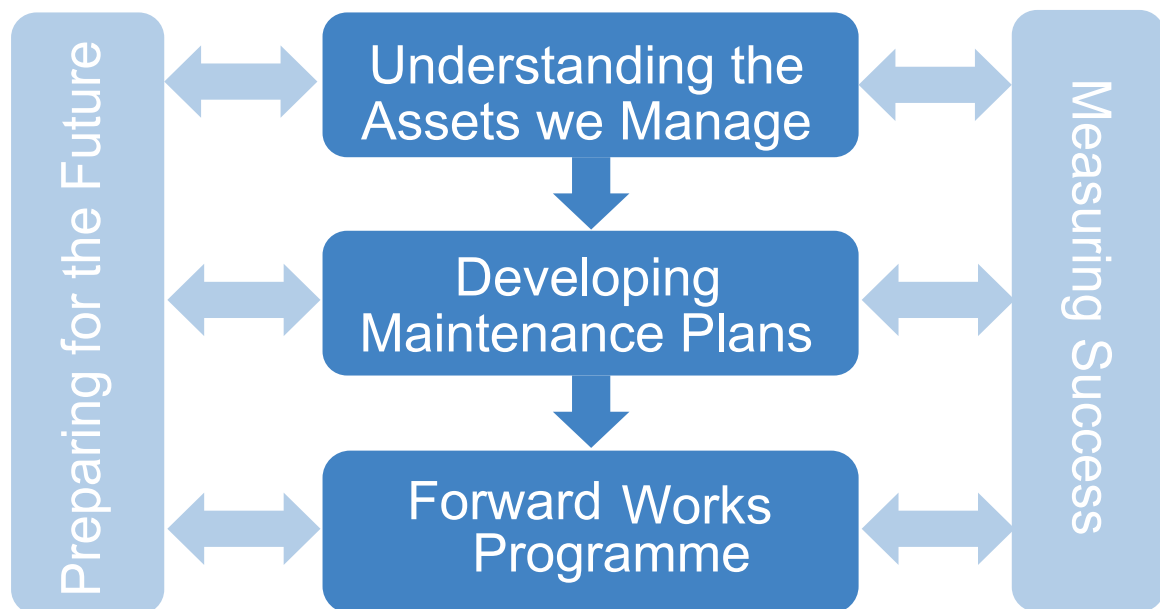 Preparing for the Future
Understanding the
Assets we Manage
Developing
Maintenance Plans
Forward Works
Programme
Measuring Success